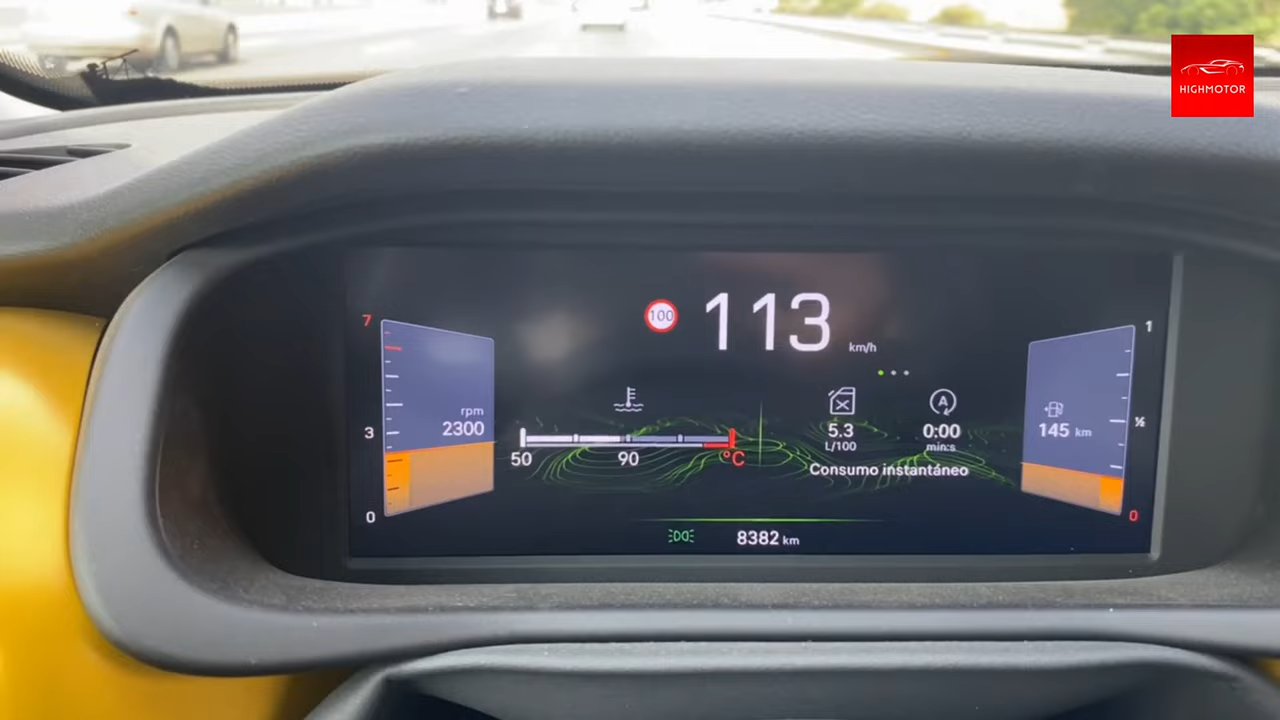 HIGHMOTOR
100
113
km/h
7
3
0
rpm
2300
50
90
°C
5.3
L/100
A
0:00
min:s
Consumo instantáneo
145 km
1
½
0
8382 km